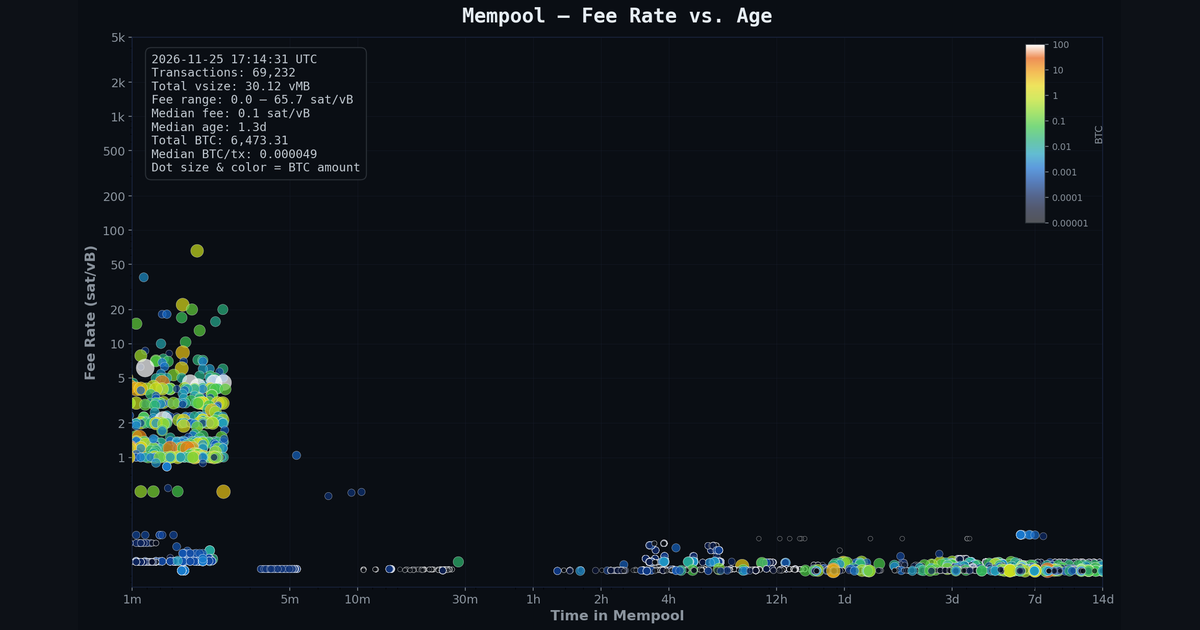 Mempool — Fee Rate vs. Age
5k
2k
1k
500
200
100
50
20
10
5
2
1
Fee Rate (sat/vB)
2026-11-25 17:14:31 UTC
Transactions: 69,232
Total vsize: 30.12 vMB
Fee range: 0.0 – 65.7 sat/vB
Median fee: 0.1 sat/vB
Median age: 1.3d
Total BTC: 6,473.31
Median BTC/tx: 0.000049
Dot size & color = BTC amount
100
10
1
0.1
0.01
0.001
0.0001
0.00001
BTC
1m
5m
10m
30m
1h
2h
4h
12h
1d
3d
7d
14d
Time in Mempool